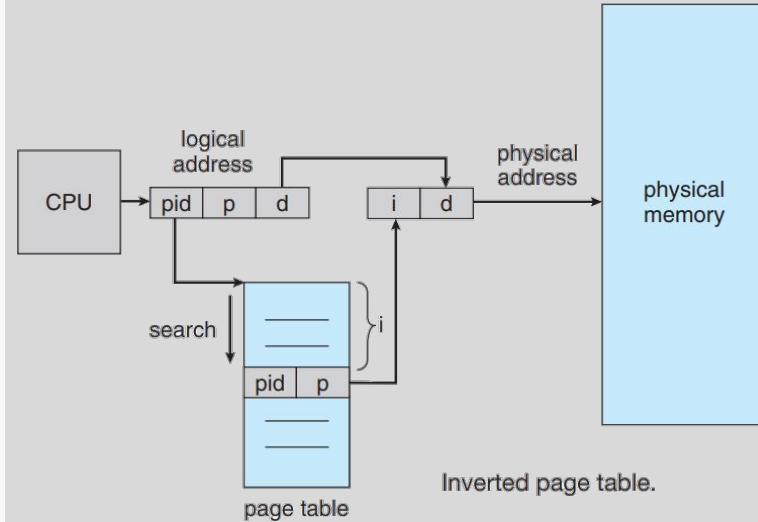 logical
address
CPU
pid p d
i d
physical
address
physical
memory
search
i
pid p
page table
Inverted page table.